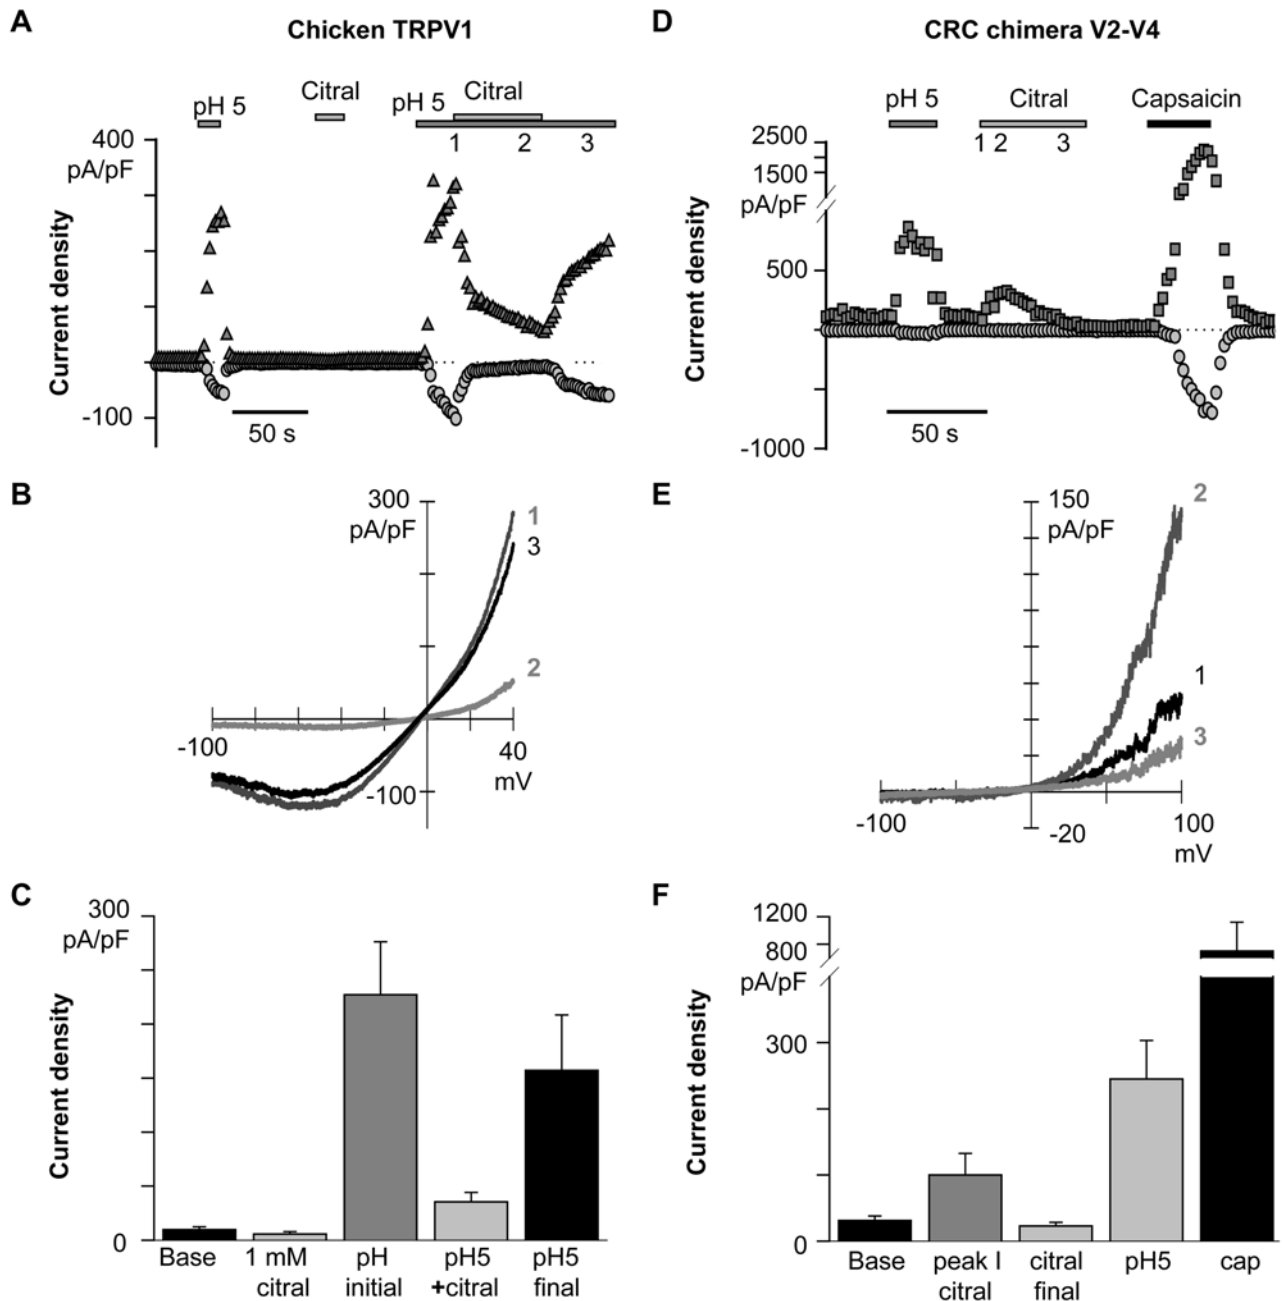 A
Chicken TRPV1
pH 5
Citral
pH 5
Citral
1
2
3
400
pA/pF
Current density
-100
50 s
B
300
pA/pF
1
3
2
-100
40
mV
-100
C
300
pA/pF
Current density
0
Base
1 mM
citral
pH
initial
pH5
+citral
pH5
final
D
CRC chimera V2-V4
pH 5
Citral
Capsaicin
1 2
3
2500
1500
pA/pF
500
Current density
-1000
50 s
E
150
pA/pF
2
1
3
-100
-20
100
mV
F
1200
800
pA/pF
300
Current density
0
Base
peak I
citral
citral
final
pH5
cap